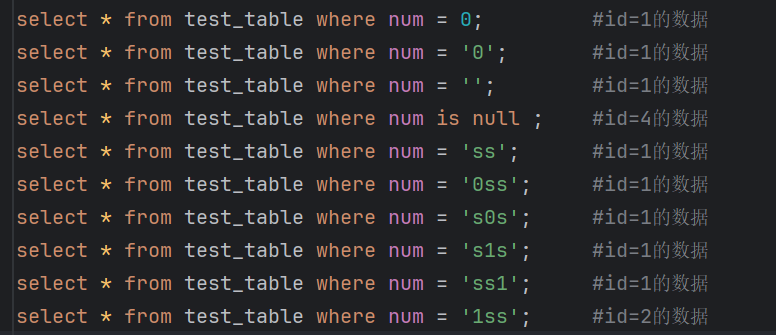 select * from test_table where num = 0;         #id=1的数据
select * from test_table where num = '0';       #id=1的数据
select * from test_table where num = '';        #id=1的数据
select * from test_table where num is null ;    #id=4的数据
select * from test_table where num = 'ss';      #id=1的数据
select * from test_table where num = '0ss';     #id=1的数据
select * from test_table where num = 's0s';     #id=1的数据
select * from test_table where num = 's1s';     #id=1的数据
select * from test_table where num = 'ss1';     #id=1的数据
select * from test_table where num = '1ss';     #id=2的数据